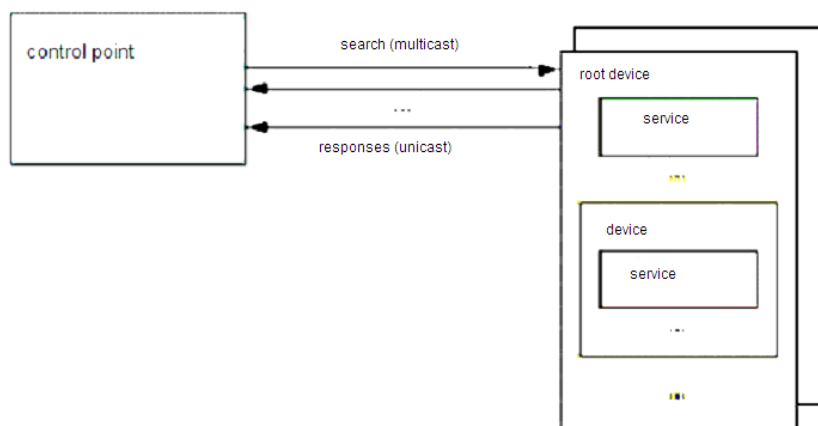 control point
search (multicast)
...
responses (unicast)
root device
service
...
device
service
...
...